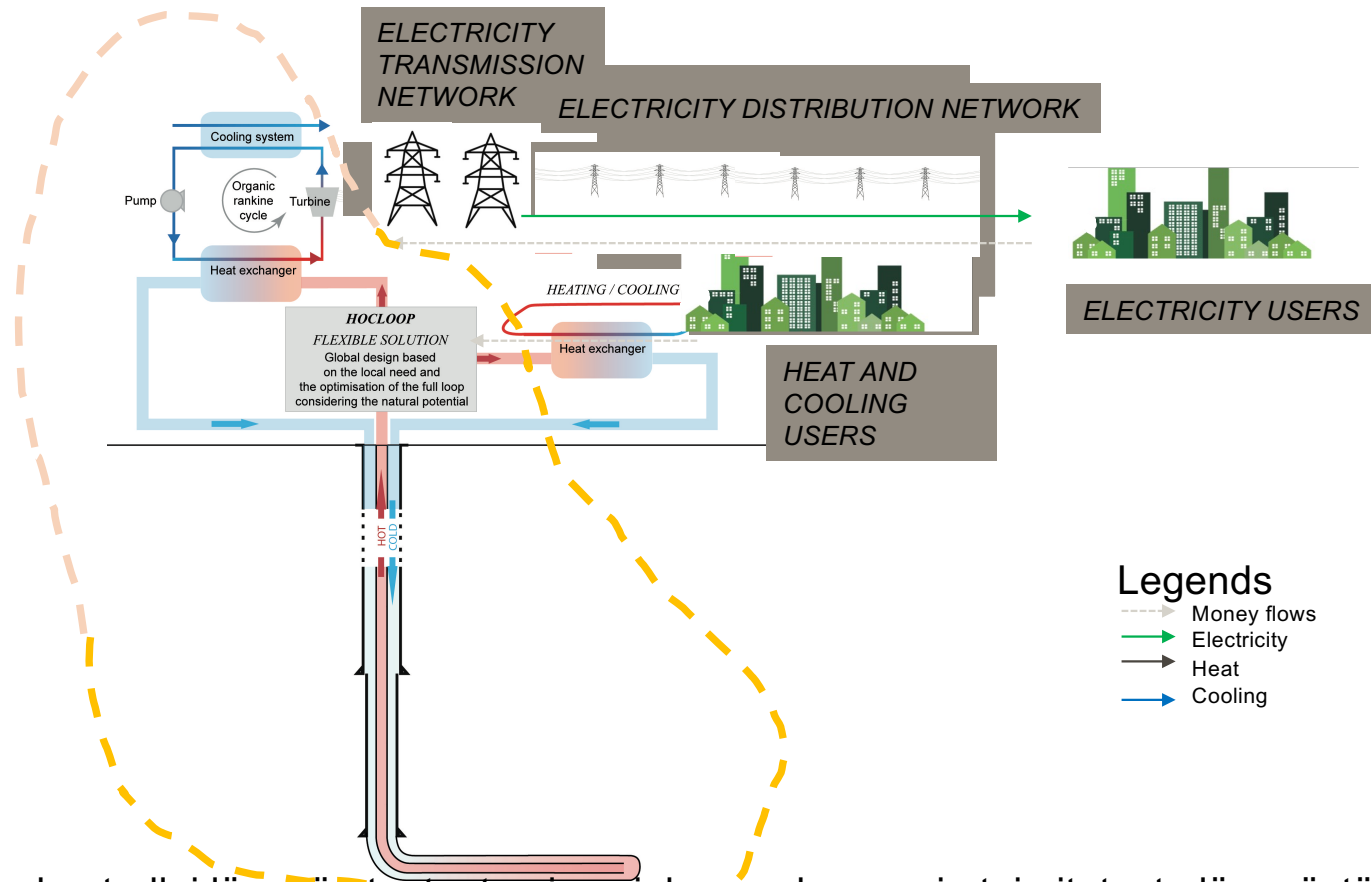 ELECTRICITY
TRANSMISSION
NETWORK
ELECTRICITY DISTRIBUTION NETWORK
Cooling system
Pump
Organic
rankine
cycle
Turbine
Heat exchanger
HEATING / COOLING
HOCLOOP
FLEXIBLE SOLUTION
Global design based
on the local need and
the optimisation of the full loop
considering the natural potential
Heat exchanger
ELECTRICITY USERS
HEAT AND
COOLING
USERS
HOT
COLD
Legends
Money flows
Electricity
Heat
Cooling